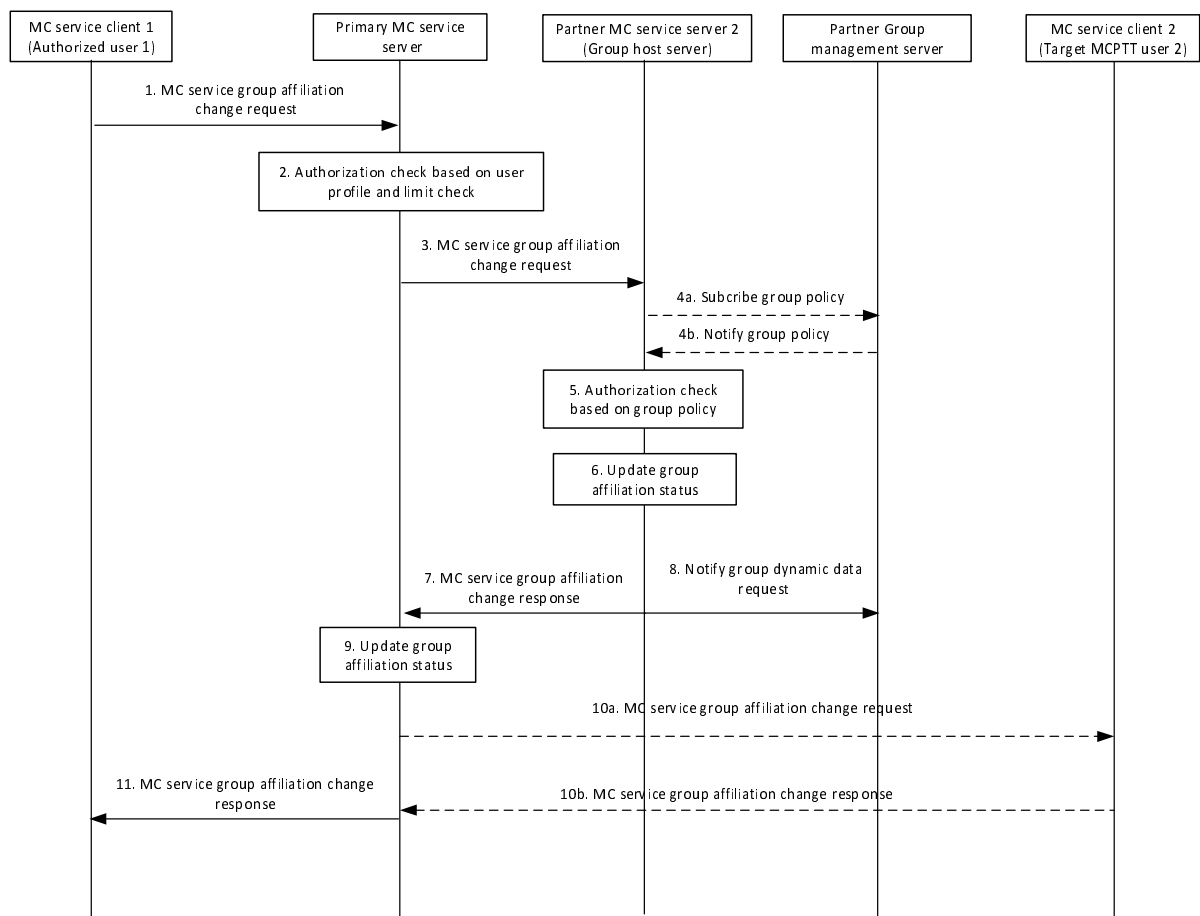 MC service client 1
(Authorized user 1)
Primary MC service
server
Partner MC service server 2
(Group host server)
Partner Group
management server
MC service client 2
(Target MCPTT user 2)
1. MC service group affiliation
change request
2. Authorization check based on user
profile and limit check
3. MC service group affiliation
change request
4a. Subcribe group policy
4b. Notify group policy
5. Authorization check
based on group policy
6. Update group
affiliation status
7. MC service group affiliation
change response
8. Notify group dynamic data
request
9. Update group
affiliation status
10a. MC service group affiliation change request
11. MC service group affiliation change
response
10b. MC service group affiliation change response